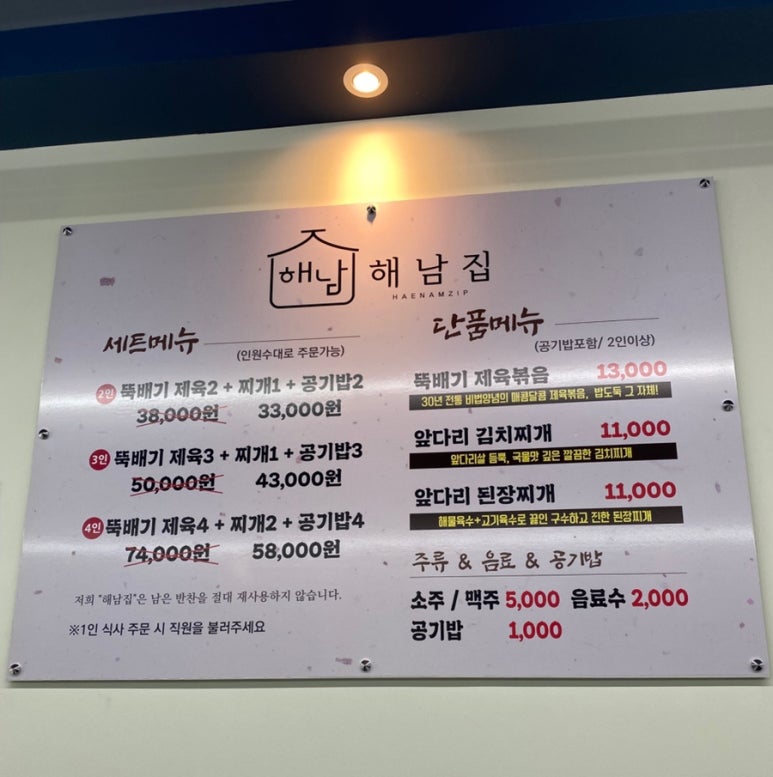 해남 해남집
HAENAMZIP
세트메뉴
(인원수대로 주문가능)
2인 뚝배기 제육2 + 찌개1 + 공기밥2
38,000원 33,000원
3인 뚝배기 제육3 + 찌개1 + 공기밥3
50,000원 43,000원
4인 뚝배기 제육4 + 찌개2 + 공기밥4
74,000원 58,000원
저희 "해남집"은 남은 반찬을 절대 재사용하지 않습니다.
※1인 식사 주문 시 직원을 불러주세요
단품메뉴
(공기밥포함/ 2인이상)
뚝배기 제육볶음 13,000
30년 전통 비법양념의 매콤달콤 제육볶음, 밥도둑 그 자체!
앞다리 김치찌개 11,000
앞다리살 듬뿍, 국물맛 깊은 깔끔한 김치찌개
앞다리 된장찌개 11,000
해물육수+고기육수로 끓인 구수하고 진한 된장찌개
주류 & 음료 & 공기밥
소주 / 맥주 5,000 음료수 2,000
공기밥 1,000